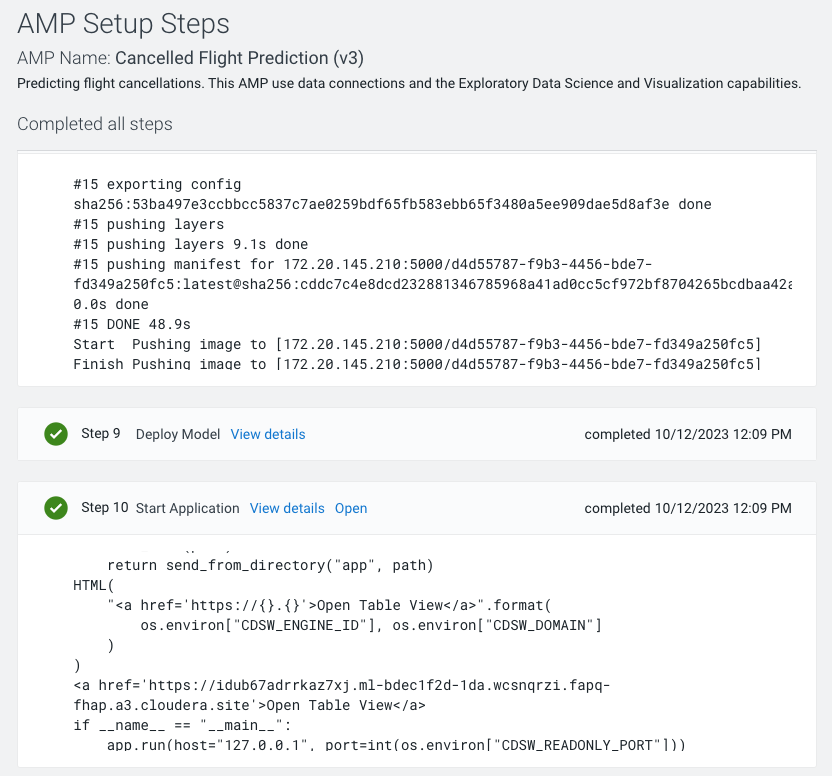 AMP Setup Steps
AMP Name: Cancelled Flight Prediction (v3)
Predicting flight cancellations. This AMP use data connections and the Exploratory Data Science and Visualization capabilities.
Completed all steps
#15 exporting config
sha256:53ba497e3ccbbcc5837c7ae0259bdf65fb583ebb65f3480a5ee909dae5d8af3e done
#15 pushing layers
#15 pushing layers 9.1s done
#15 pushing manifest for 172.20.145.210:5000/d4d55787-f9b3-4456-bde7-
fd349a250fc5:latest@sha256:cddc7c4e8dcd232881346785968a41ad0cc5cf972bf8704265bcdbaa42a
0.0s done
#15 DONE 48.9s
Start  Pushing image to [172.20.145.210:5000/d4d55787-f9b3-4456-bde7-fd349a250fc5]
Finish Pushing image to [172.20.145.210:5000/d4d55787-f9b3-4456-bde7-fd349a250fc5]
Step 9 Deploy Model View details completed 10/12/2023 12:09 PM
Step 10 Start Application View details Open completed 10/12/2023 12:09 PM
    return send_from_directory("app", path)
HTML(
    "<a href='https://{}.{}'>Open Table View</a>".format(
        os.environ["CDSW_ENGINE_ID"], os.environ["CDSW_DOMAIN"]
    )
)
<a href='https://idub67adrrkaz7xj.ml-bdec1f2d-1da.wcsnqrzi.fapq-
fhap.a3.cloudera.site'>Open Table View</a>
if __name__ == "__main__":
    app.run(host="127.0.0.1", port=int(os.environ["CDSW_READONLY_PORT"]))